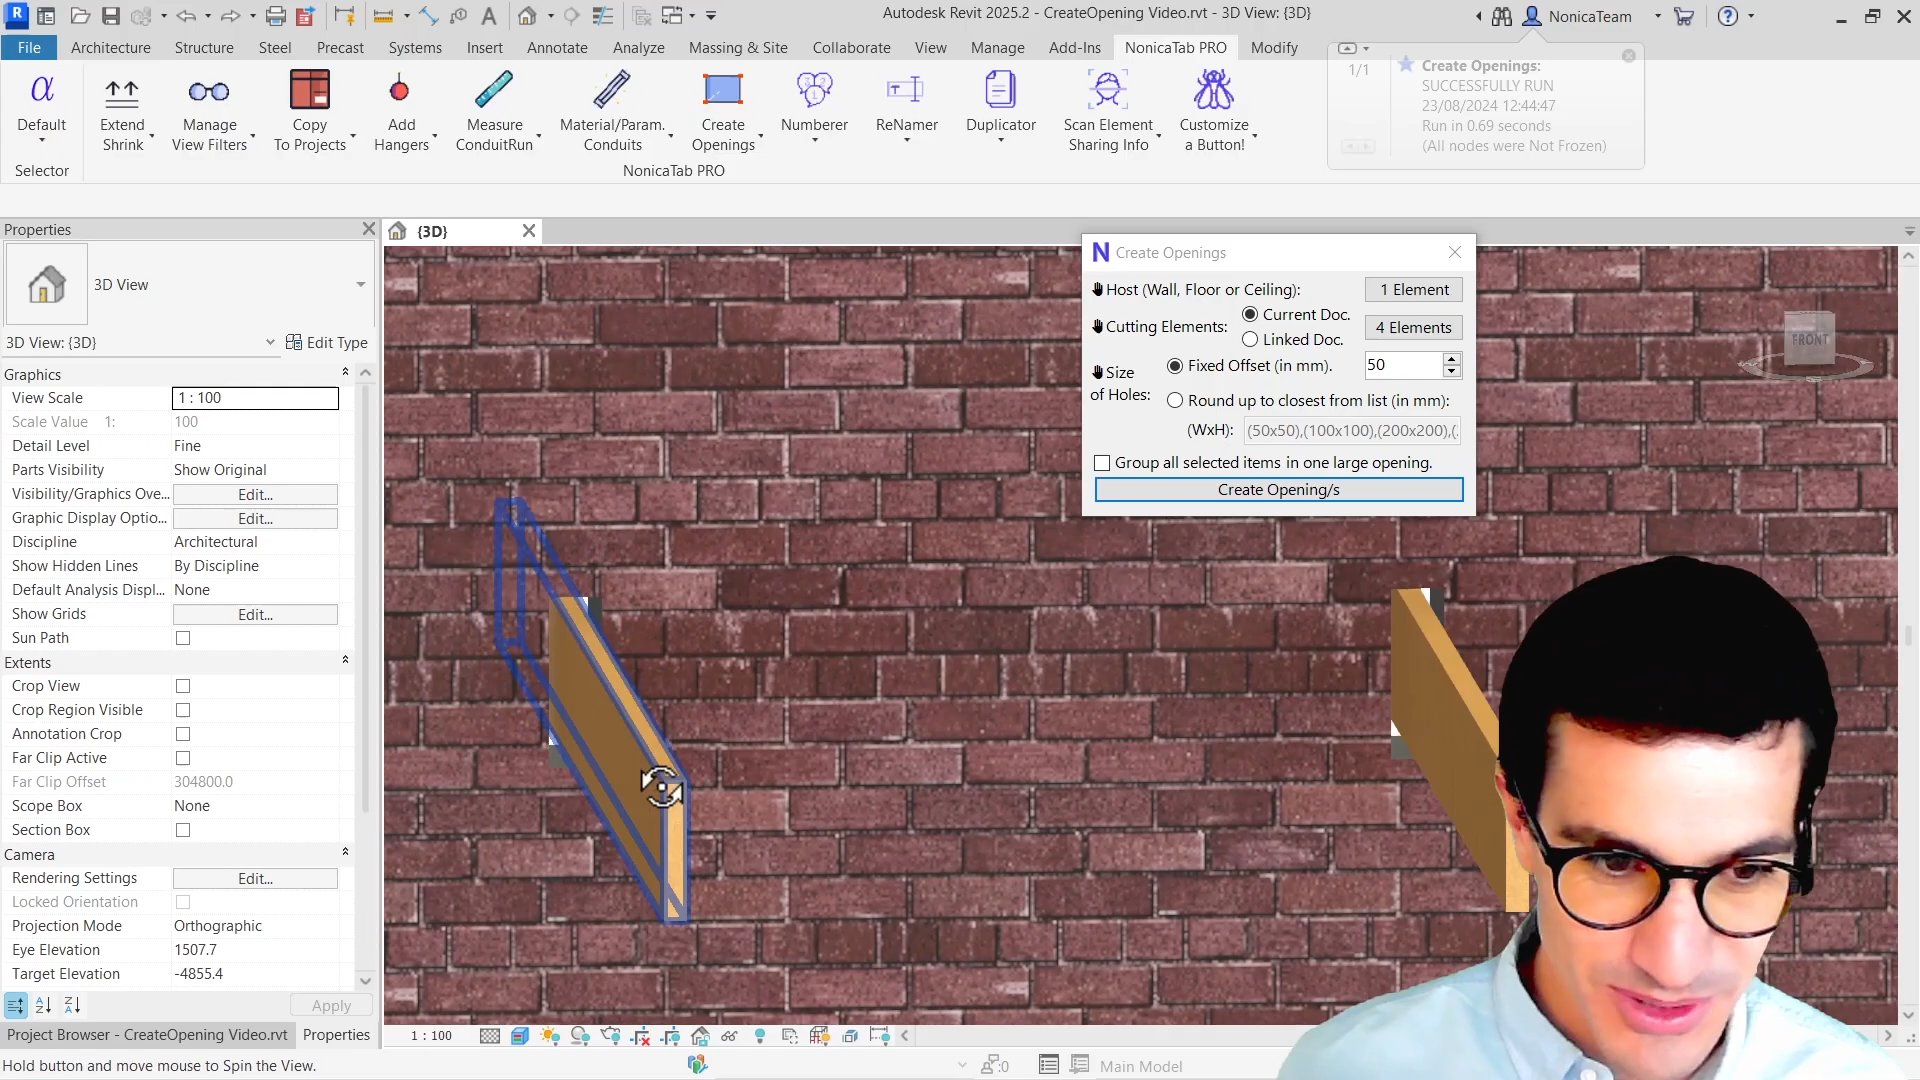 R
Autodesk Revit 2025.2 - CreateOpening Video.rvt - 3D View: {3D}
NonicaTeam
File
Architecture
Structure
Steel
Precast
Systems
Insert
Annotate
Analyze
Massing & Site
Collaborate
View
Manage
Add-Ins
NonicaTab PRO
Modify
1/1
Create Openings:
SUCCESSFULLY RUN
23/08/2024 12:44:47
Run in 0.69 seconds
(All nodes were Not Frozen)
Default
Extend
Shrink
Manage
View Filters
Copy
To Projects
Add
Hangers
Measure
ConduitRun
Material/Param.
Conduits
Create
Openings
Numberer
ReNamer
Duplicator
Scan Element
Sharing Info
Customize
a Button!
Selector
NonicaTab PRO
Properties
{3D}
3D View
3D View: {3D}
Edit Type
Graphics
View Scale
1 : 100
Scale Value 1:
100
Detail Level
Fine
Parts Visibility
Show Original
Visibility/Graphics Ove...
Edit...
Graphic Display Optio...
Edit...
Discipline
Architectural
Show Hidden Lines
By Discipline
Default Analysis Displ...
None
Show Grids
Edit...
Sun Path
Extents
Crop View
Crop Region Visible
Annotation Crop
Far Clip Active
Far Clip Offset
304800.0
Scope Box
None
Section Box
Camera
Rendering Settings
Edit...
Locked Orientation
Projection Mode
Orthographic
Eye Elevation
1507.7
Target Elevation
-4855.4
Apply
Project Browser - CreateOpening Video.rvt
Properties
Hold button and move mouse to Spin the View.
N Create Openings
Host (Wall, Floor or Ceiling):
1 Element
Cutting Elements:
Current Doc.
Linked Doc.
4 Elements
Size
of Holes:
Fixed Offset (in mm).
50
Round up to closest from list (in mm):
(WxH):
(50x50),(100x100),(200x200),(
Group all selected items in one large opening.
Create Opening/s
FRONT
1 : 100
:0
Main Model